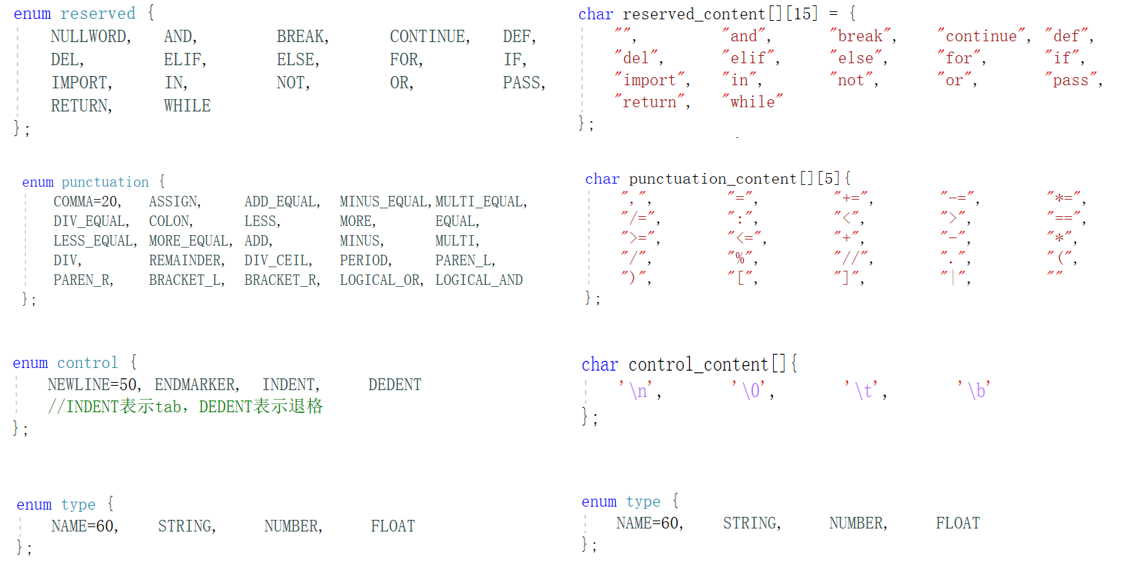 enum reserved {
NULLWORD, AND, BREAK, CONTINUE, DEF,
DEL, ELIF, ELSE, FOR, IF,
IMPORT, IN, NOT, OR, PASS,
RETURN, WHILE
};
char reserved_content[][15] = {
"", "and", "break", "continue", "def",
"del", "elif", "else", "for", "if",
"import", "in", "not", "or", "pass",
"return", "while"
};
enum punctuation {
COMMA=20, ASSIGN, ADD_EQUAL, MINUS_EQUAL, MULTI_EQUAL,
DIV_EQUAL, COLON, LESS, MORE, EQUAL,
LESS_EQUAL, MORE_EQUAL, ADD, MINUS, MULTI,
DIV, REMAINDER, DIV_CEIL, PERIOD, PAREN_L,
PAREN_R, BRACKET_L, BRACKET_R, LOGICAL_OR, LOGICAL_AND
};
char punctuation_content[][5]{
",", "=", "+=", "-=", "*=",
"/=", ":", "<", ">", "==",
">=", "<=", "+", "-", "*",
"/", "%", "//", ".", "(",
")", "[", "]", "|", ""
};
enum control {
NEWLINE=50, ENDMARKER, INDENT, DEDENT
//INDENT表示tab，DEDENT表示退格
};
char control_content[]{
'\n', '\0', '\t', '\b'
};
enum type {
NAME=60, STRING, NUMBER, FLOAT
};
enum type {
NAME=60, STRING, NUMBER, FLOAT
};